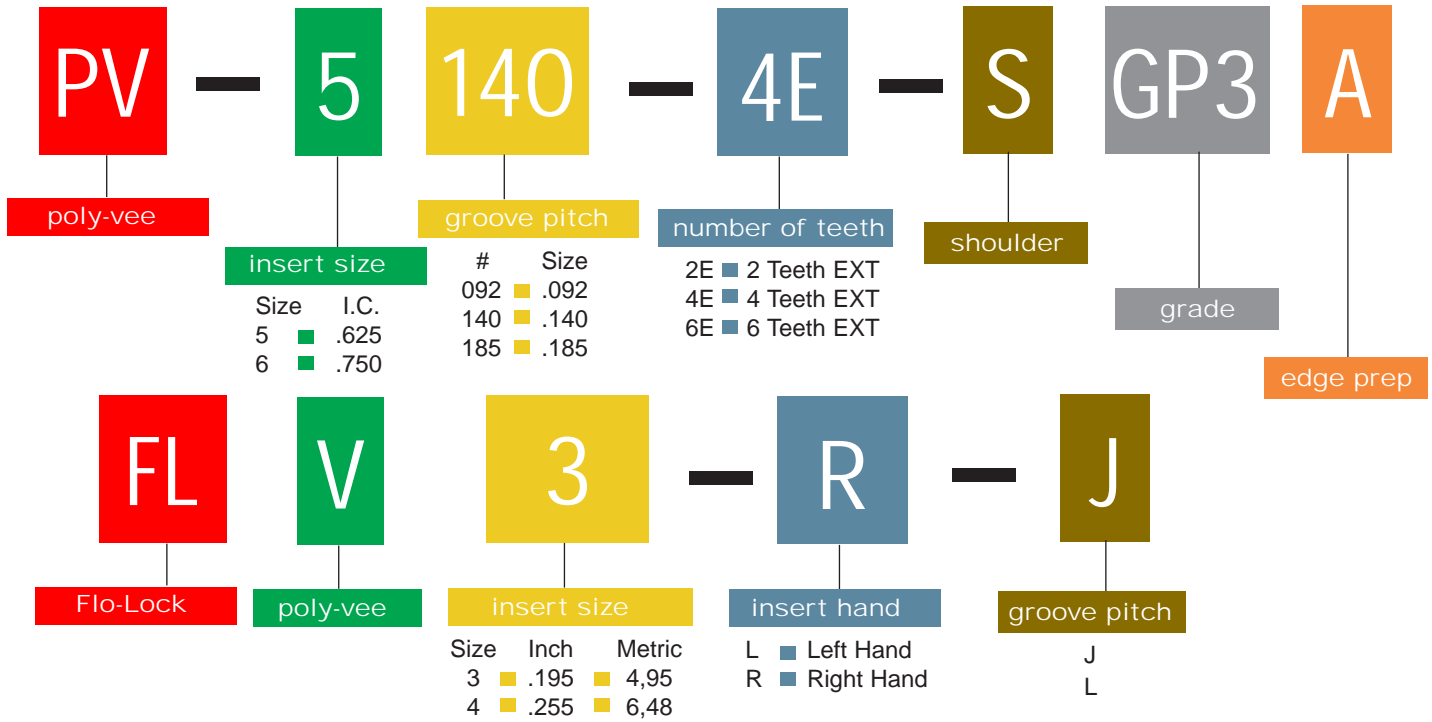 PV - 5 140 - 4E - S GP3 A
poly-vee
insert size
Size I.C.
5 .625
6 .750
groove pitch
# Size
092 .092
140 .140
185 .185
number of teeth
2E 2 Teeth EXT
4E 4 Teeth EXT
6E 6 Teeth EXT
shoulder
grade
edge prep
FL V 3 - R - J
Flo-Lock
poly-vee
insert size
Size Inch Metric
3 .195 4,95
4 .255 6,48
insert hand
L Left Hand
R Right Hand
groove pitch
J
L